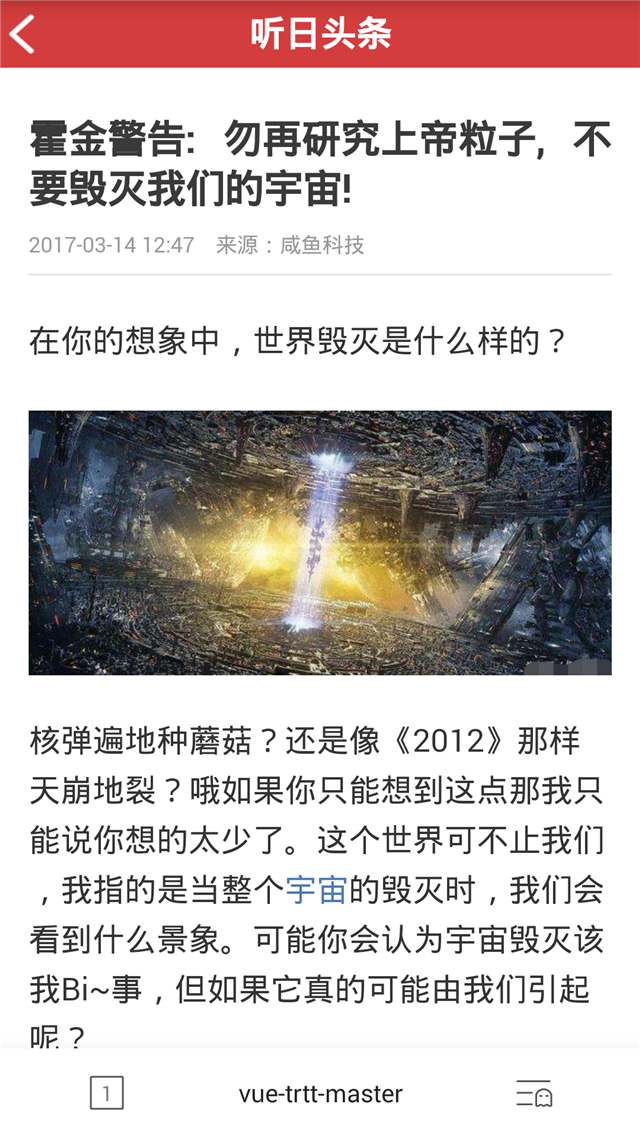 听日头条
霍金警告：勿再研究上帝粒子，不
要毁灭我们的宇宙!
2017-03-14 12:47 来源：咸鱼科技
在你的想象中，世界毁灭是什么样的？
核弹遍地种蘑菇？还是像《2012》那样
天崩地裂？哦如果你只能想到这点那我只
能说你想的太少了。这个世界可不止我们
，我指的是当整个宇宙的毁灭时，我们会
看到什么景象。可能你会认为宇宙毁灭该
我Bi~事，但如果它真的可能由我们引起
呢？
1
vue-trtt-master